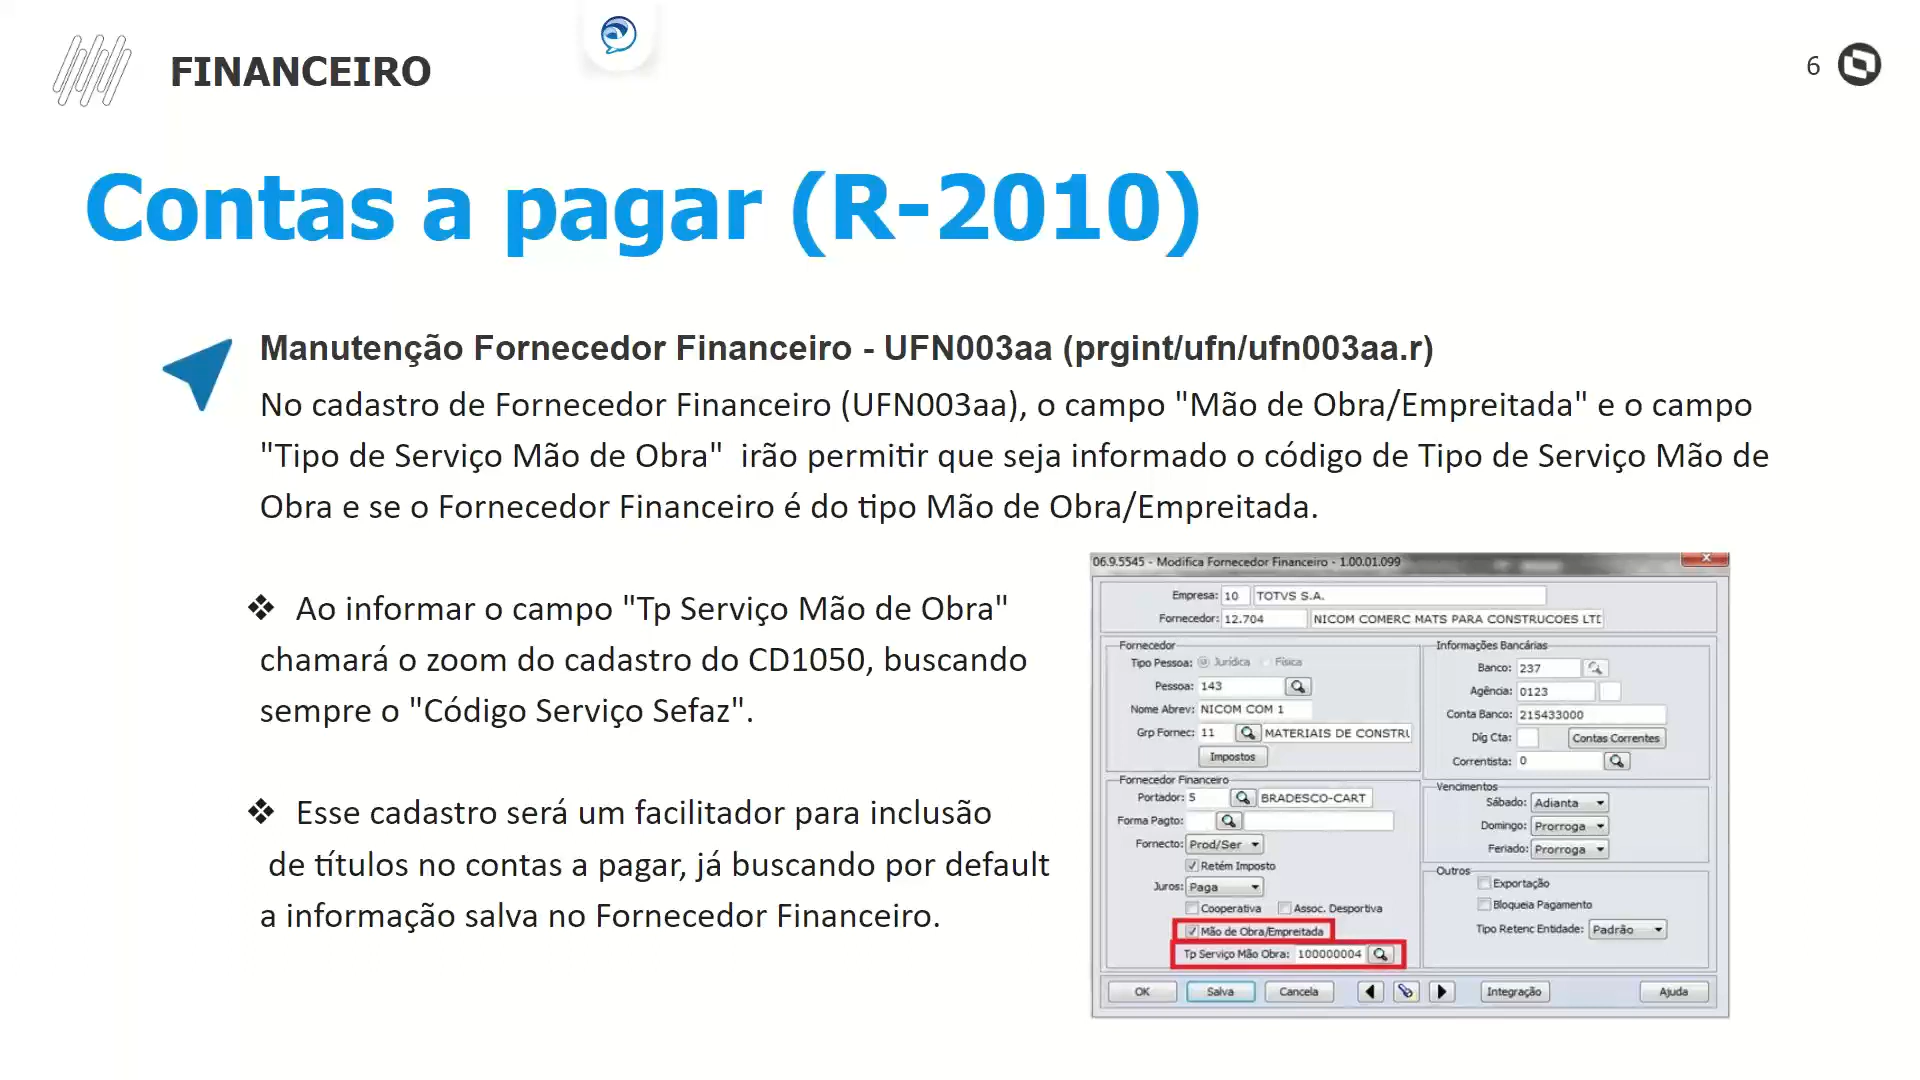 FINANCEIRO
6
Contas a pagar (R-2010)
Manutenção Fornecedor Financeiro - UFN003aa (prgint/ufn/ufn003aa.r)
No cadastro de Fornecedor Financeiro (UFN003aa), o campo "Mão de Obra/Empreitada" e o campo
"Tipo de Serviço Mão de Obra"  irão permitir que seja informado o código de Tipo de Serviço Mão de
Obra e se o Fornecedor Financeiro é do tipo Mão de Obra/Empreitada.
❖ Ao informar o campo "Tp Serviço Mão de Obra"
chamará o zoom do cadastro do CD1050, buscando
sempre o "Código Serviço Sefaz".
❖ Esse cadastro será um facilitador para inclusão
de títulos no contas a pagar, já buscando por default
a informação salva no Fornecedor Financeiro.
06.9.5545 - Modifica Fornecedor Financeiro - 1.00.01.099
Empresa: 10 TOTVS S.A.
Fornecedor: 12.704 NICOM COMERC MATS PARA CONSTRUCOES LTD
Fornecedor
Tipo Pessoa: Jurídica Física
Pessoa: 143
Nome Abrev: NICOM COM 1
Grp Fornec: 11 MATERIAIS DE CONSTRU
Impostos
Informações Bancárias
Banco: 237
Agência: 0123
Conta Banco: 215433000
Díg Cta: Contas Correntes
Correntista: 0
Fornecedor Financeiro
Portador: 5 BRADESCO-CART
Forma Pagto:
Fornecto: Prod/Ser
Retém Imposto
Juros: Paga
Cooperativa Assoc. Desportiva
Mão de Obra/Empreitada
Tp Serviço Mão Obra: 100000004
Vencimentos
Sábado: Adianta
Domingo: Prorroga
Feriado: Prorroga
Outros
Exportação
Bloqueia Pagamento
Tipo Retenc Entidade: Padrão
OK Salva Cancela Integração Ajuda